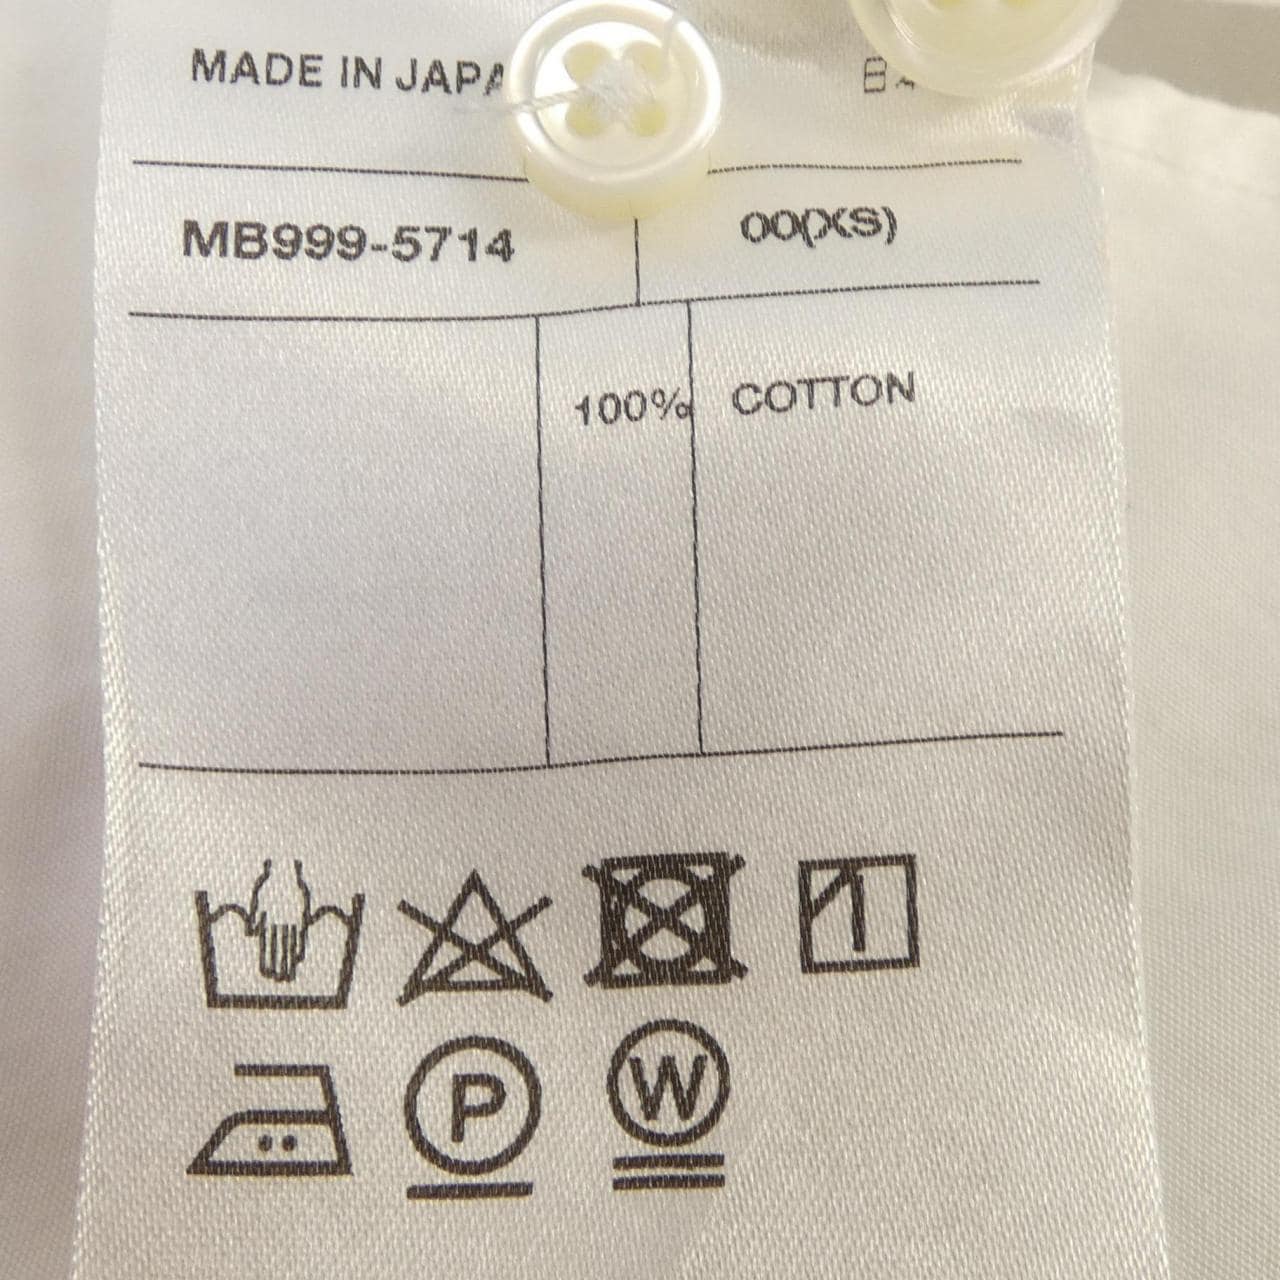 MADE IN JAPA
MB999-5714 00(XS)
100% COTTON
P W